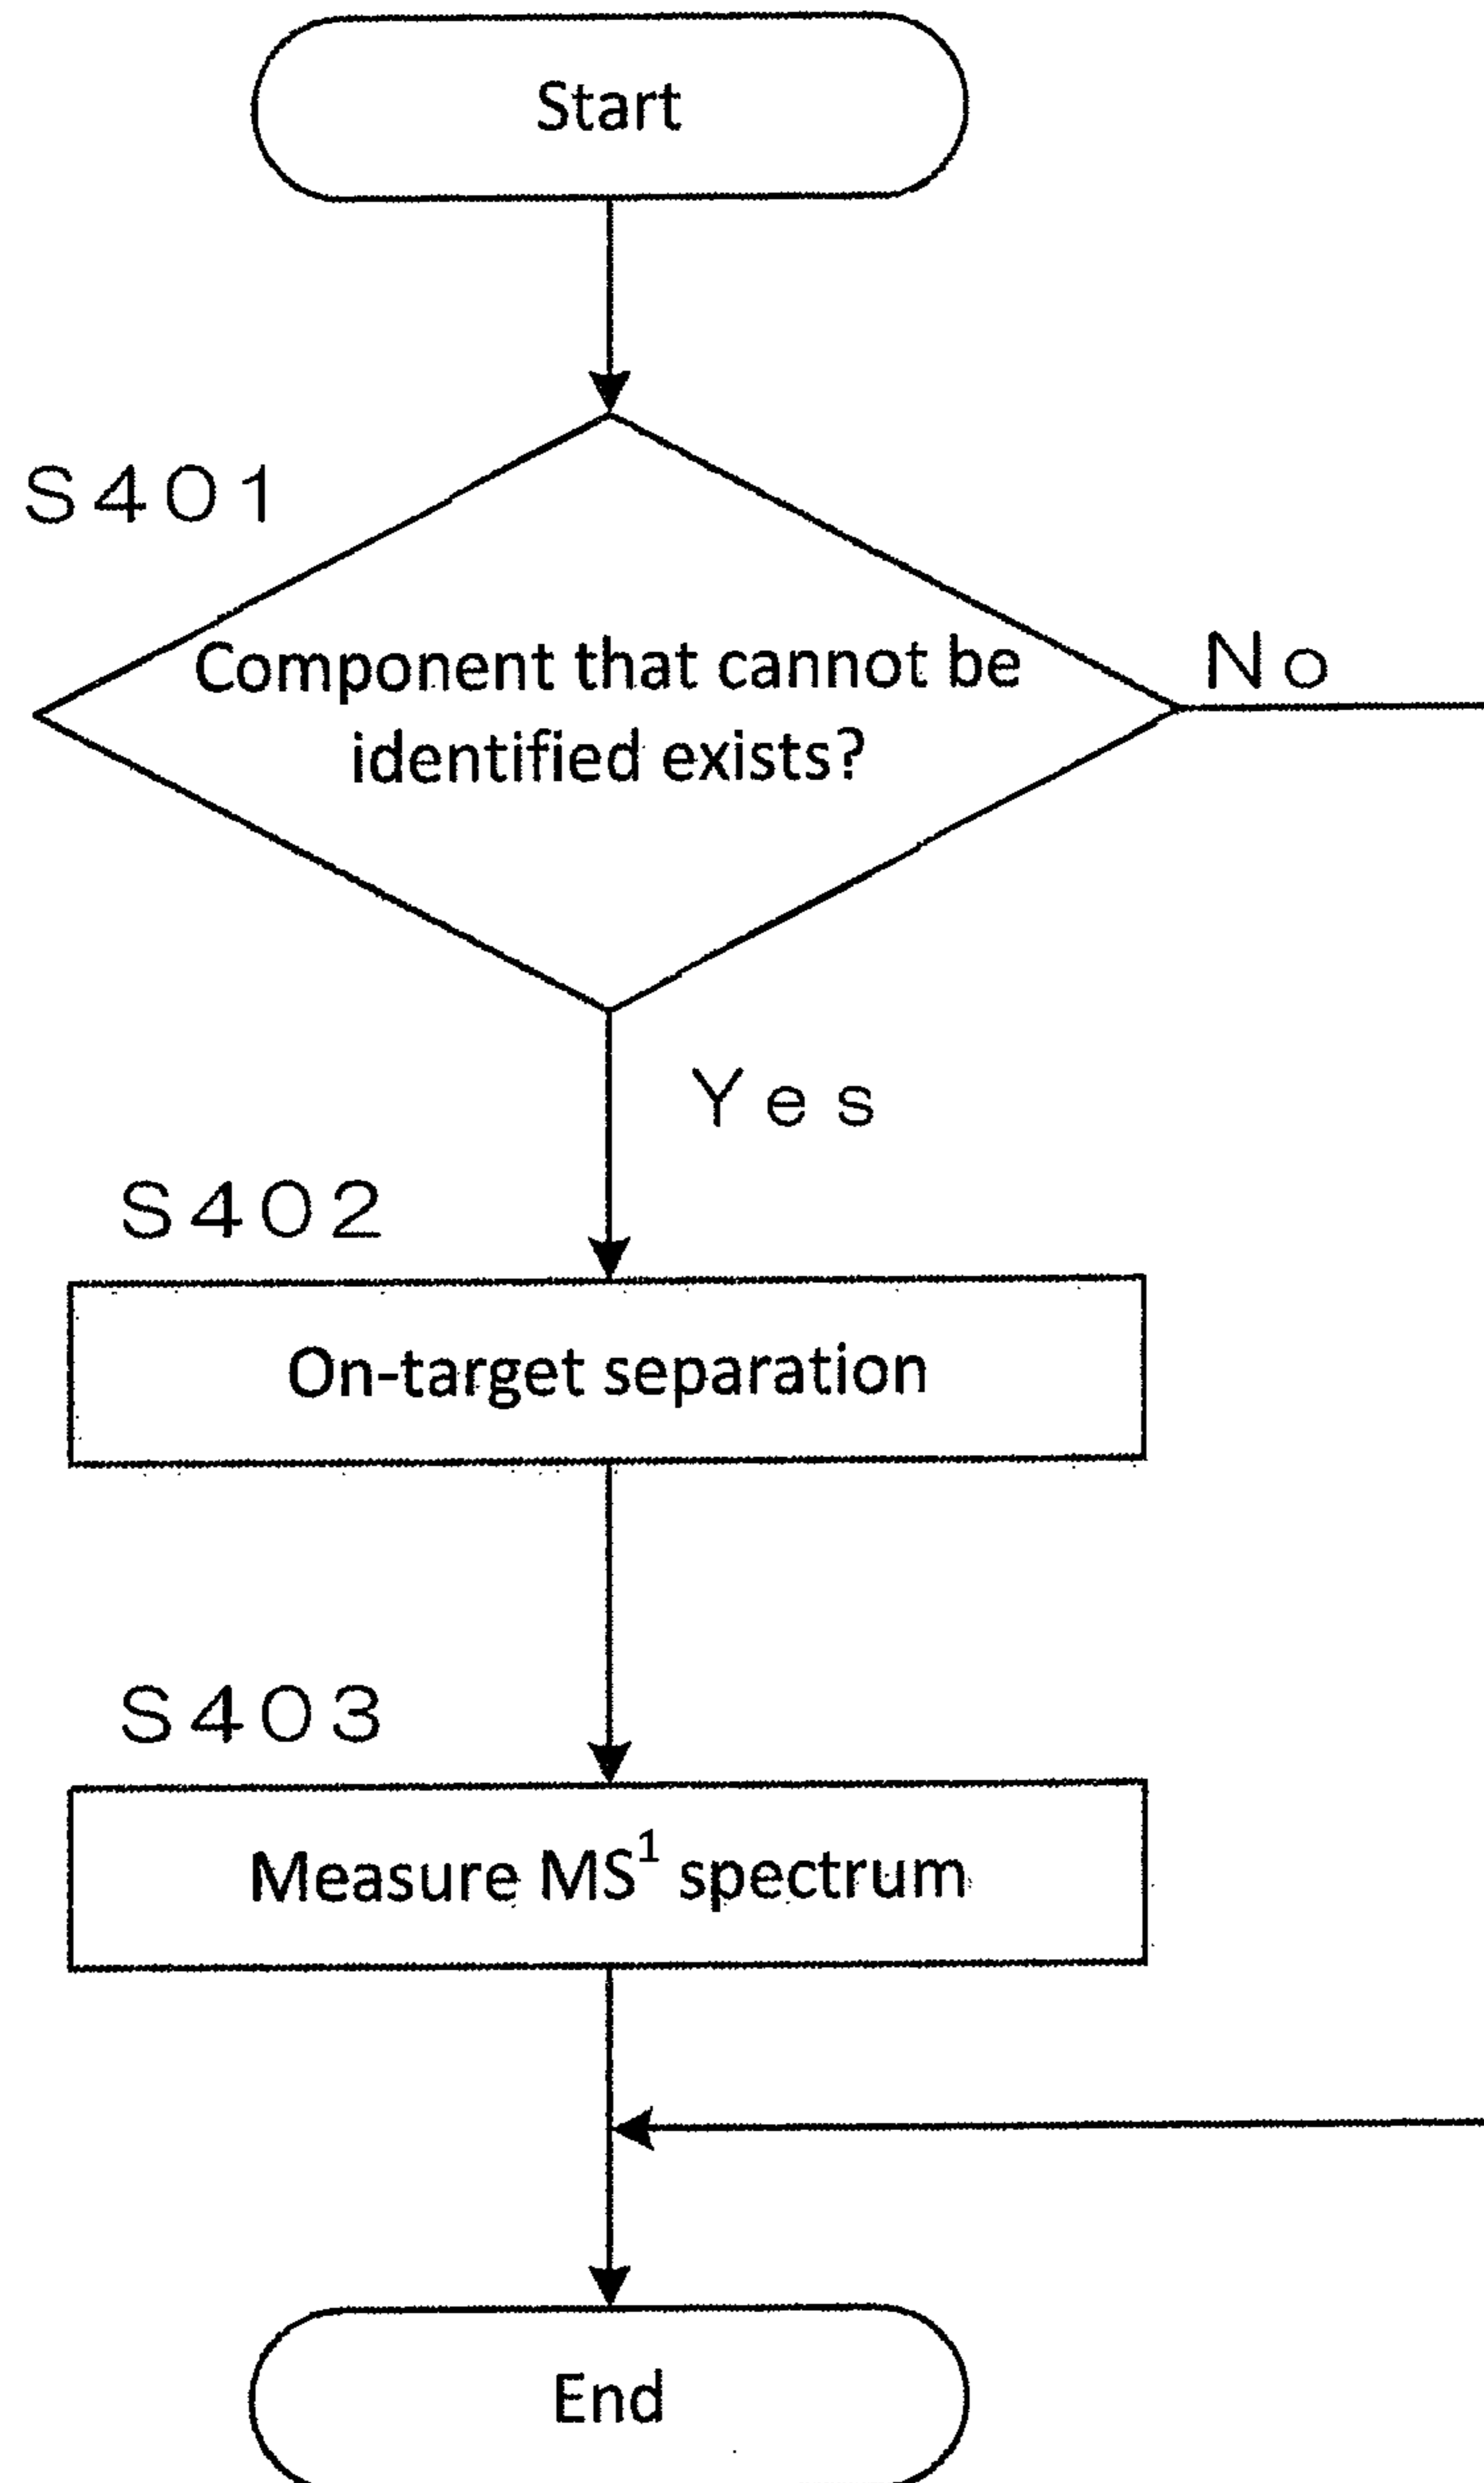 Start
S401
Component that cannot be
identified exists?
No
Yes
S402
On-target separation
S403
Measure MS¹ spectrum
End